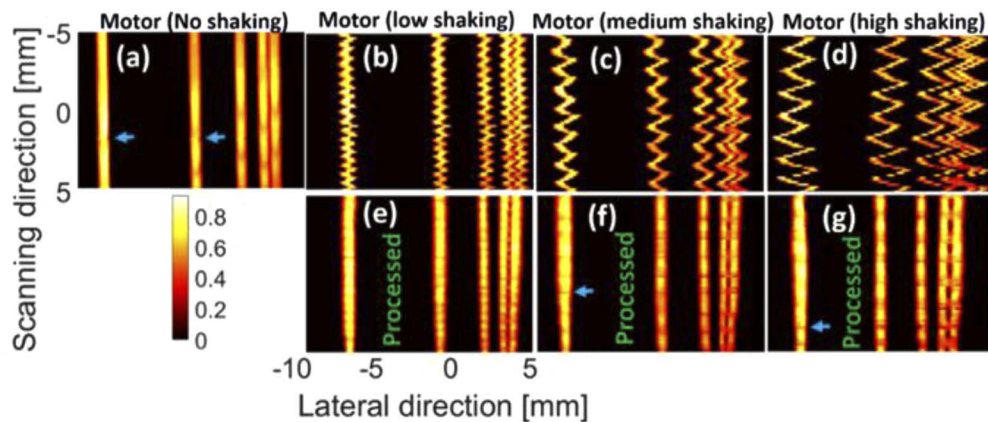 Motor (No shaking) Motor (low shaking) Motor (medium shaking) Motor (high shaking)
-5
0
5
Scanning direction [mm]
(a)
(b)
(c)
(d)
0.8
0.6
0.4
0.2
0
(e)
Processed
(f)
Processed
(g)
Processed
-10 -5 0 5
Lateral direction [mm]